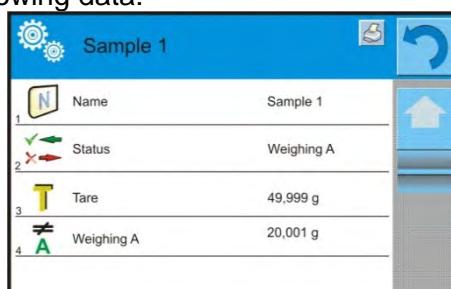 owing data:
Sample 1
1 N Name Sample 1
2 Status Weighing A
3 T Tare 49,999 g
4 ≠ A Weighing A 20,001 g